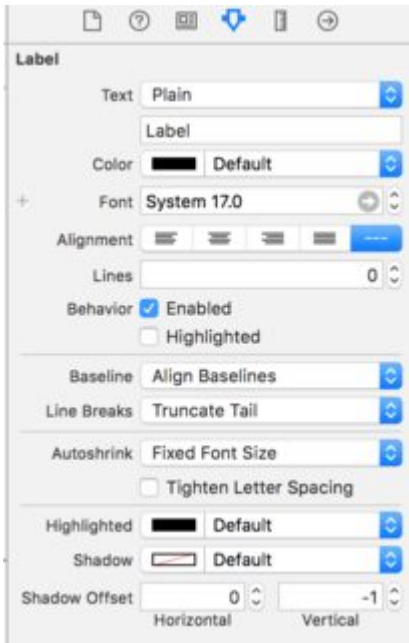 Label
Text Plain
Label
Color Default
Font System 17.0
Alignment ---
Lines 0
Behavior Enabled
Highlighted
Baseline Align Baselines
Line Breaks Truncate Tail
Autoshrink Fixed Font Size
Tighten Letter Spacing
Highlighted Default
Shadow Default
Shadow Offset 0 -1
Horizontal Vertical